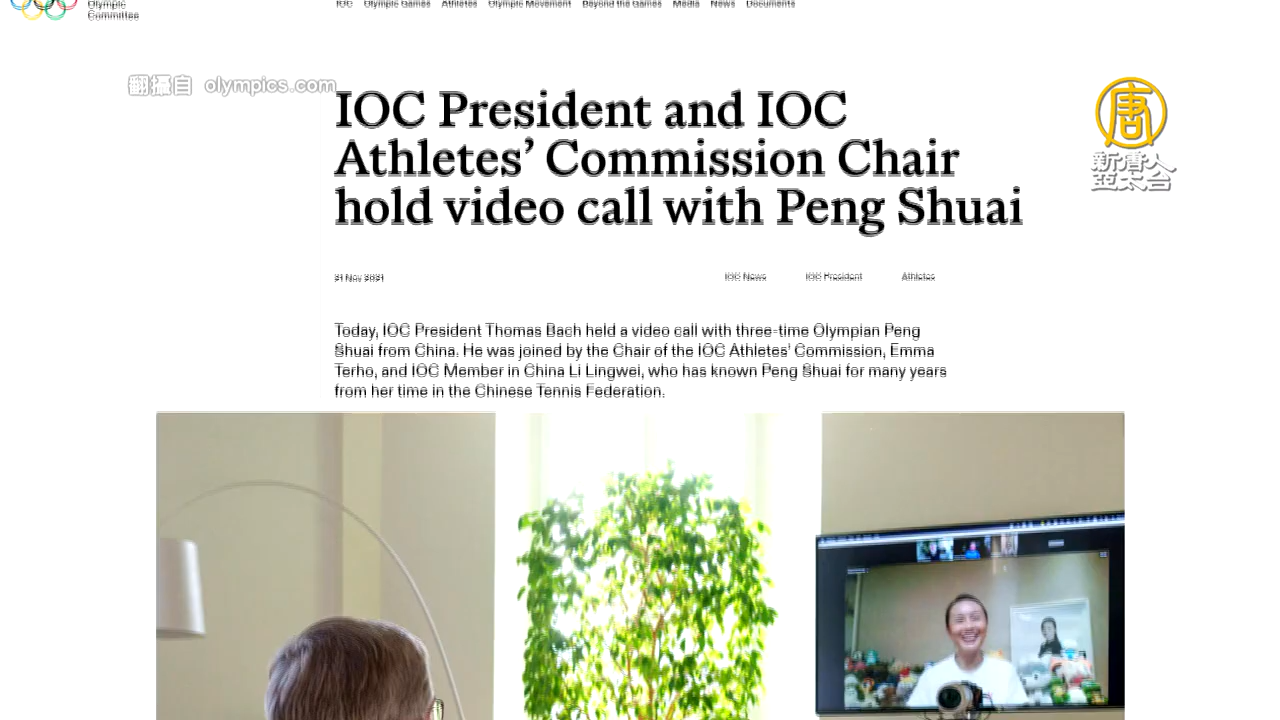 Olympic
Committee
IOC Olympic Games Athletes Olympic Movement Beyond the Games Media News Documents
翻攝自 olympics.com
IOC President and IOC
Athletes’ Commission Chair
hold video call with Peng Shuai
新唐人
亞太台
唐
21 Nov 2021
IOC News IOC President Athletes
Today, IOC President Thomas Bach held a video call with three-time Olympian Peng
Shuai from China. He was joined by the Chair of the IOC Athletes’ Commission, Emma
Terho, and IOC Member in China Li Lingwei, who has known Peng Shuai for many years
from her time in the Chinese Tennis Federation.